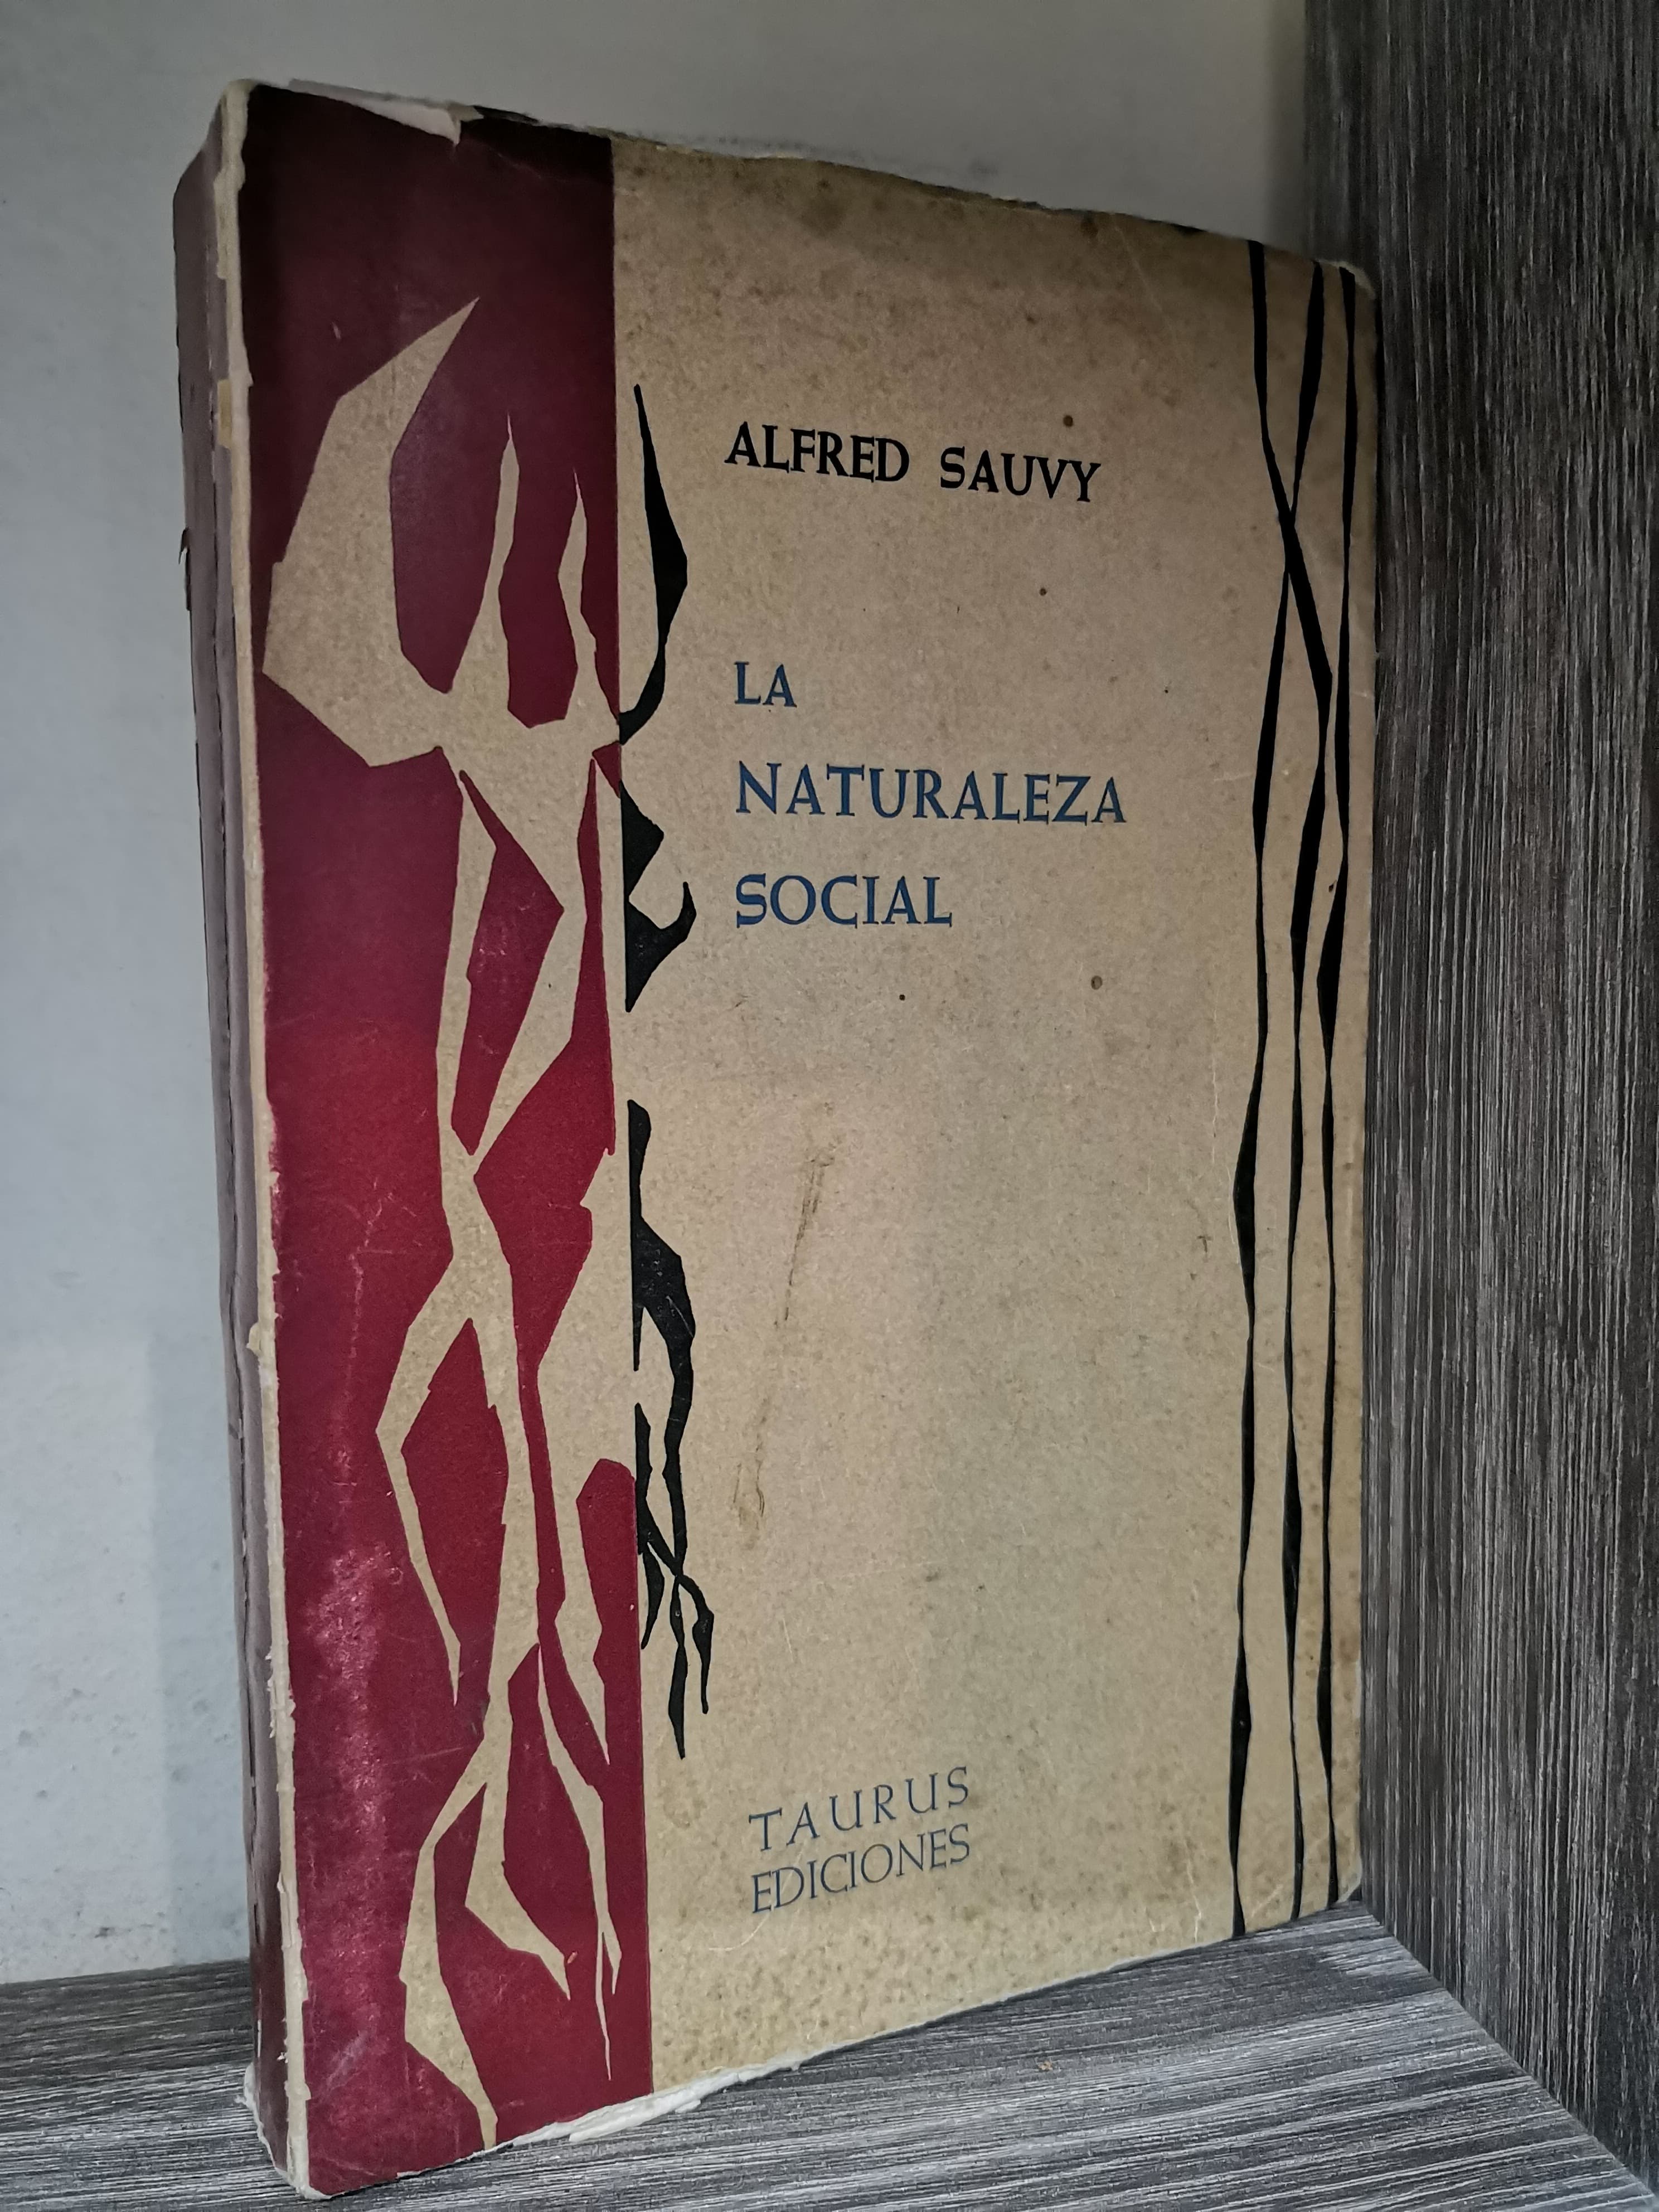 ALFRED SAUVY
LA
NATURALEZA
SOCIAL
TAURUS
EDICIONES